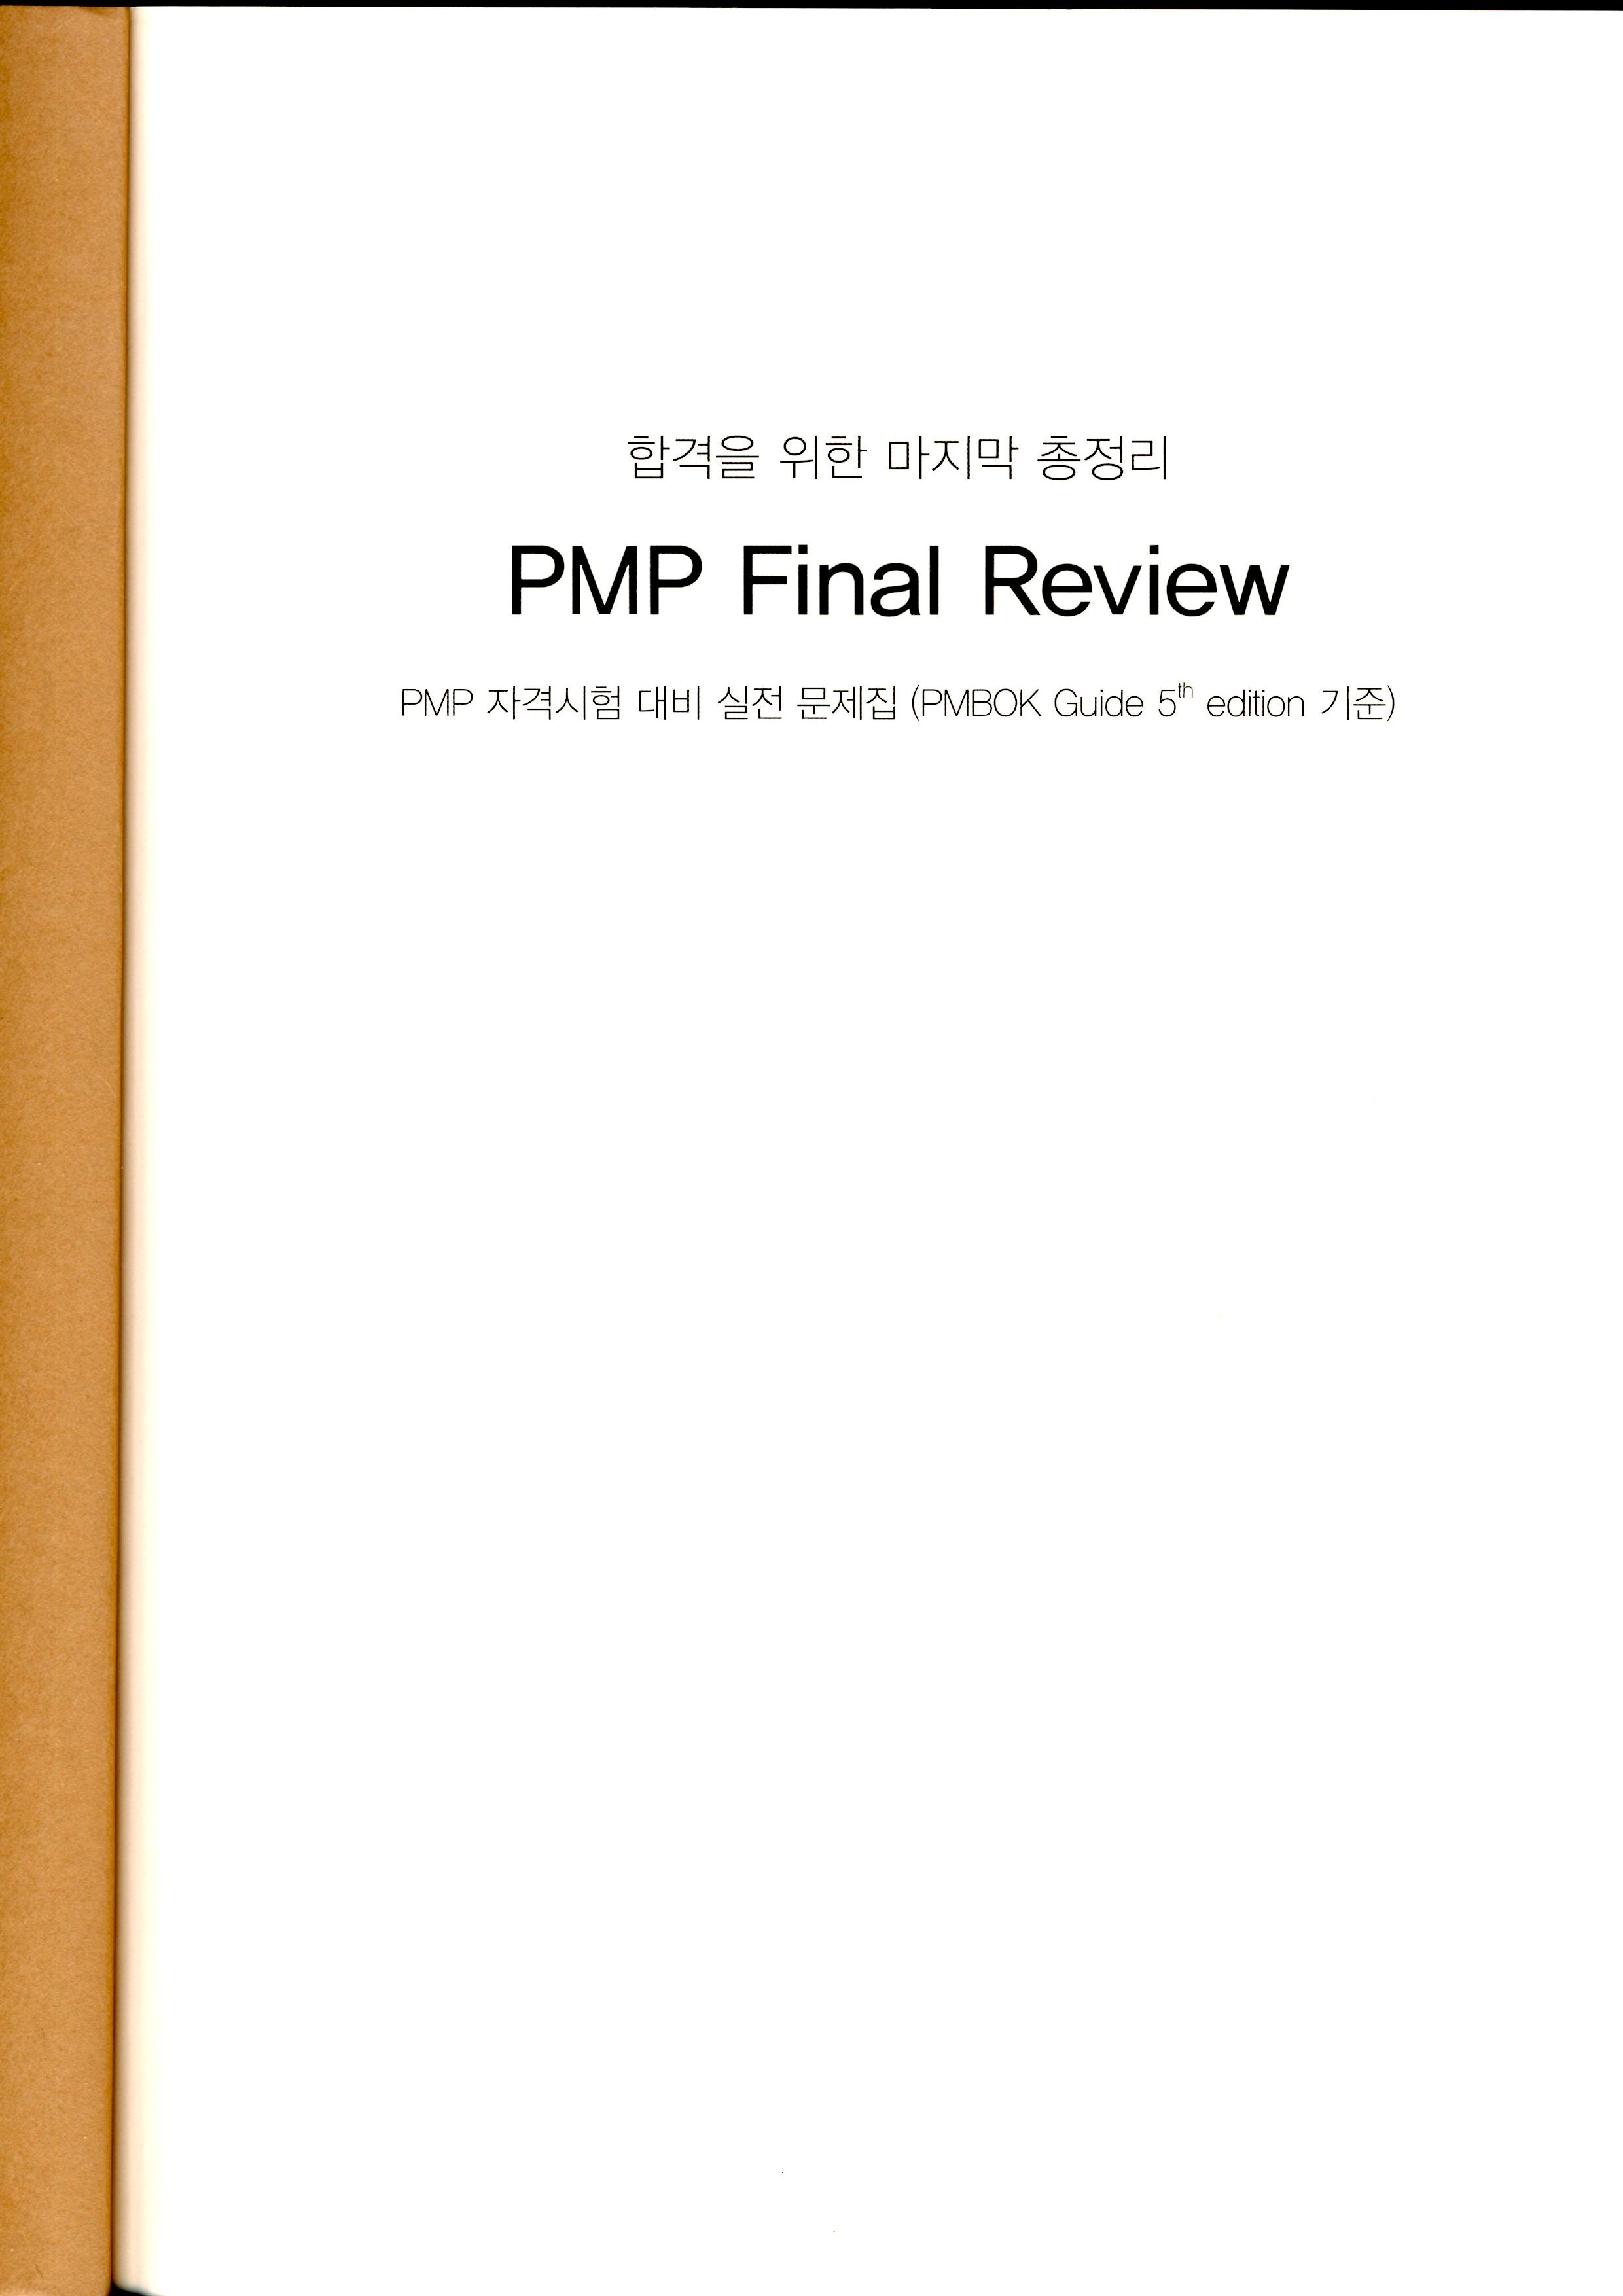 합격을 위한 마지막 총정리
PMP Final Review
PMP 자격시험 대비 실전 문제집 (PMBOK Guide 5th edition 기준)